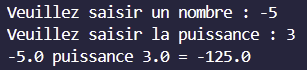 Veuillez saisir un nombre : -5
Veuillez saisir la puissance : 3
-5.0 puissance 3.0 = -125.0